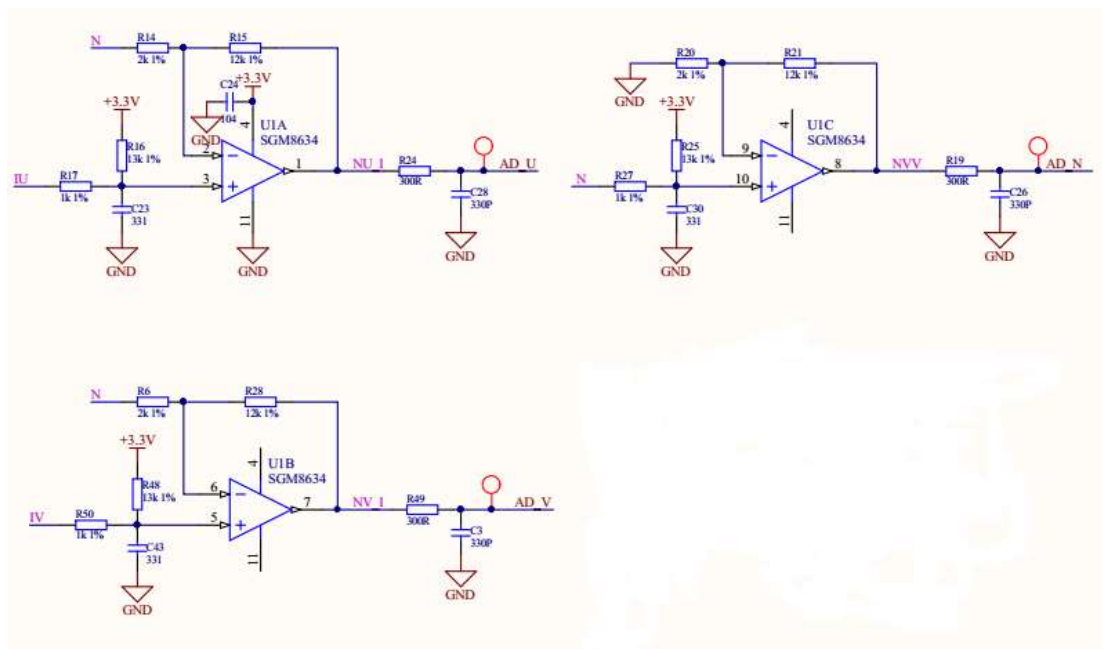 N
R14
2k 1%
R15
12k 1%
C24
104
GND
+3.3V
4
+3.3V
R16
13k 1%
U1A
SGM8634
2
3
1
11
IU
R17
1k 1%
C23
331
GND
GND
NU_I
R24
300R
C28
330P
GND
AD_U
GND
R20
2k 1%
R21
12k 1%
+3.3V
R25
13k 1%
4
U1C
SGM8634
9
10
8
11
N
R27
1k 1%
C30
331
GND
NVV
R19
300R
C26
330P
GND
AD_N
N
R6
2k 1%
R28
12k 1%
+3.3V
R48
13k 1%
4
U1B
SGM8634
6
5
7
11
IV
R50
1k 1%
C43
331
GND
NV_I
R49
300R
C3
330P
GND
AD_V